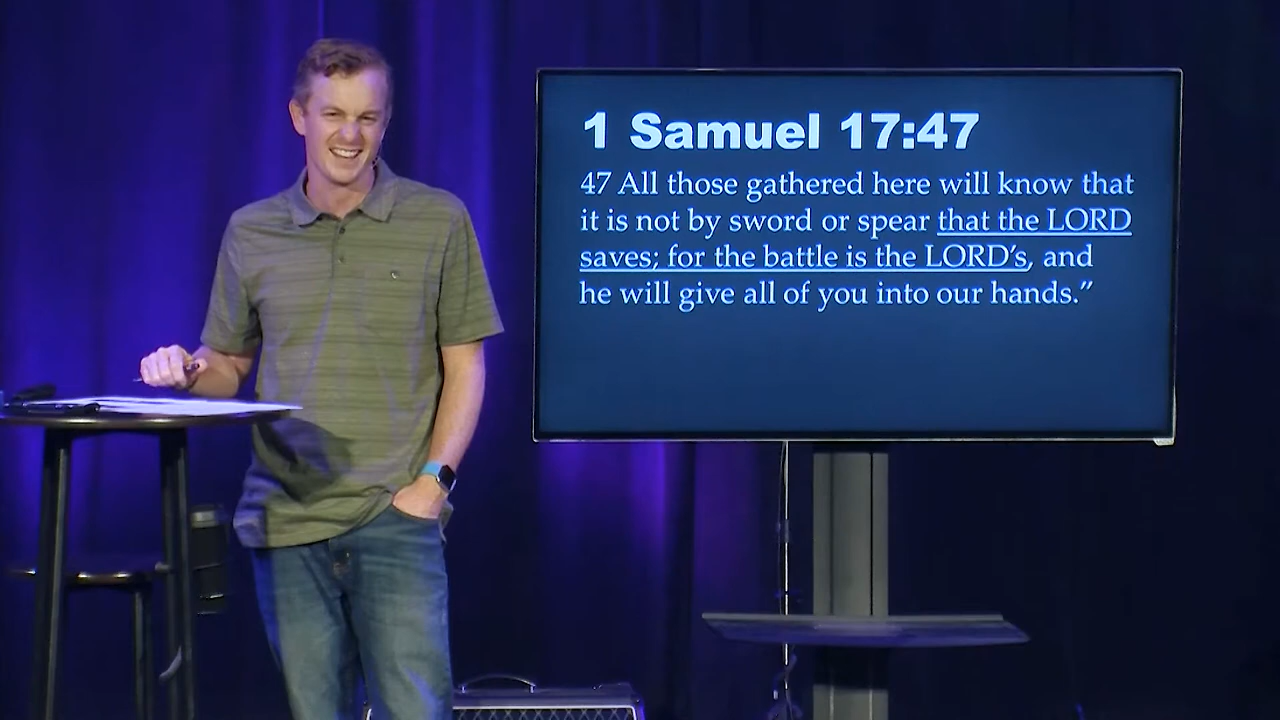 1 Samuel 17:47
47 All those gathered here will know that
it is not by sword or spear that the LORD
saves; for the battle is the LORD’s, and
he will give all of you into our hands.”